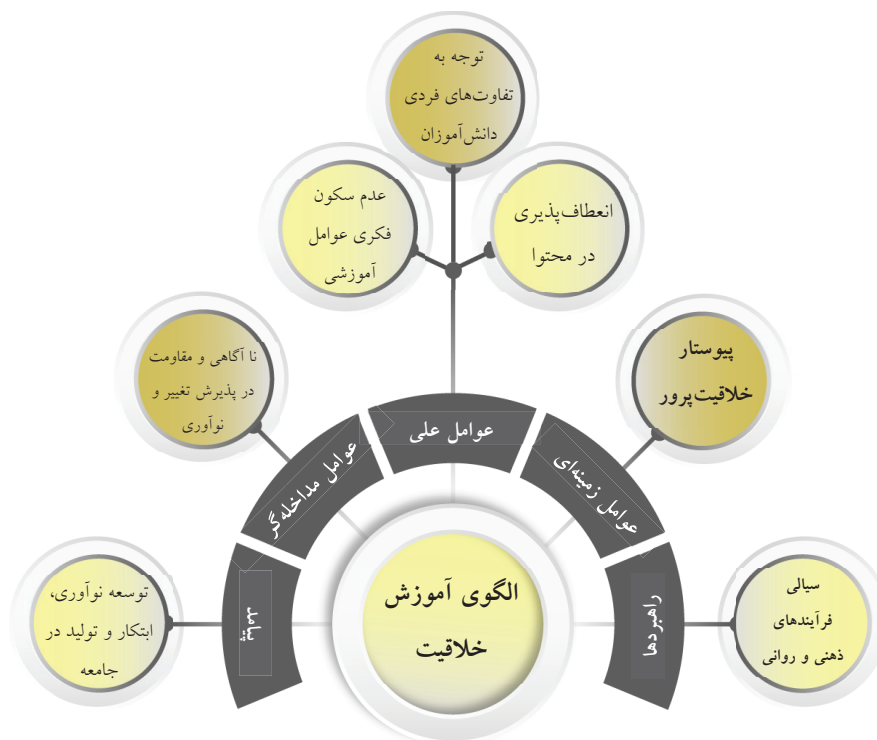 توجه به
تفاوت‌های فردی
دانش‌آموزان
انعطاف‌پذیری
در محتوا
عدم سکون
فکری عوامل
آموزشی
پیوستار
خلاقیت‌پرور
نا آگاهی و مقاومت
در پذیرش تغییر و
نوآوری
عوامل علی
عوامل زمینه‌ای
عوامل مداخله‌گر
راهبردها
الگوی آموزش
خلاقیت
سیالی
فرآیندهای
ذهنی و روانی
توسعه نوآوری،
ابتکار و تولید در
جامعه